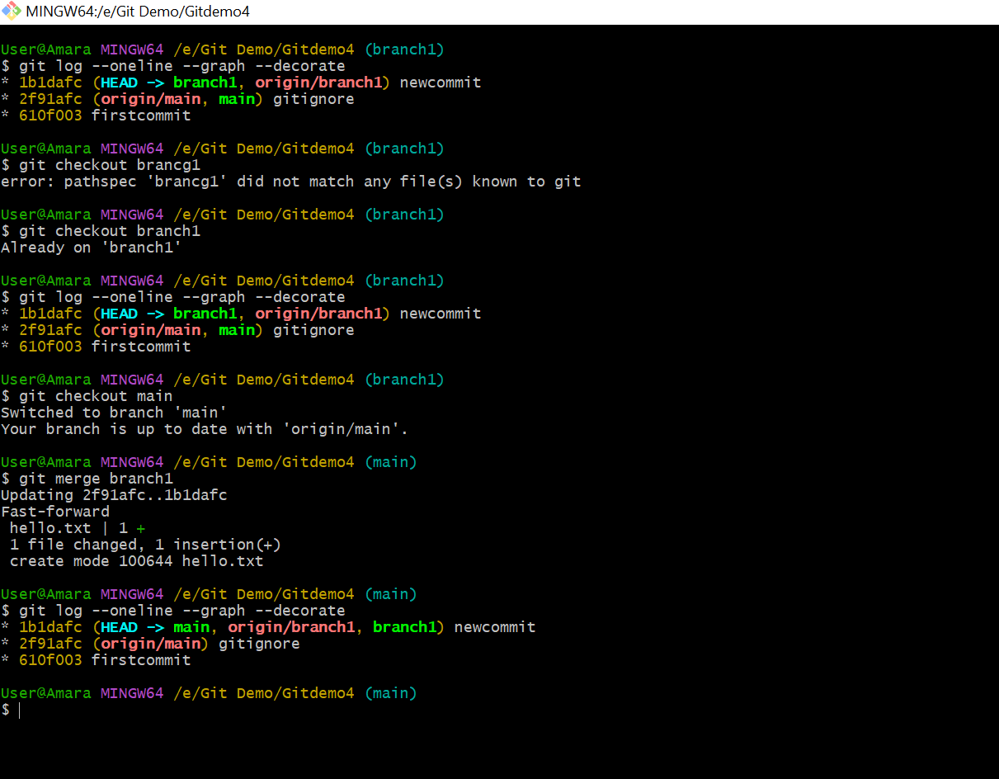 MINGW64:/e/Git Demo/Gitdemo4
User@Amara MINGW64 /e/Git Demo/Gitdemo4 (branch1)
$ git log --oneline --graph --decorate
* 1b1dafc (HEAD -> branch1, origin/branch1) newcommit
* 2f91afc (origin/main, main) gitignore
* 610f003 firstcommit
User@Amara MINGW64 /e/Git Demo/Gitdemo4 (branch1)
$ git checkout brancg1
error: pathspec 'brancg1' did not match any file(s) known to git
User@Amara MINGW64 /e/Git Demo/Gitdemo4 (branch1)
$ git checkout branch1
Already on 'branch1'
User@Amara MINGW64 /e/Git Demo/Gitdemo4 (branch1)
$ git log --oneline --graph --decorate
* 1b1dafc (HEAD -> branch1, origin/branch1) newcommit
* 2f91afc (origin/main, main) gitignore
* 610f003 firstcommit
User@Amara MINGW64 /e/Git Demo/Gitdemo4 (branch1)
$ git checkout main
Switched to branch 'main'
Your branch is up to date with 'origin/main'.
User@Amara MINGW64 /e/Git Demo/Gitdemo4 (main)
$ git merge branch1
Updating 2f91afc..1b1dafc
Fast-forward
 hello.txt | 1 +
 1 file changed, 1 insertion(+)
 create mode 100644 hello.txt
User@Amara MINGW64 /e/Git Demo/Gitdemo4 (main)
$ git log --oneline --graph --decorate
* 1b1dafc (HEAD -> main, origin/branch1, branch1) newcommit
* 2f91afc (origin/main) gitignore
* 610f003 firstcommit
User@Amara MINGW64 /e/Git Demo/Gitdemo4 (main)
$